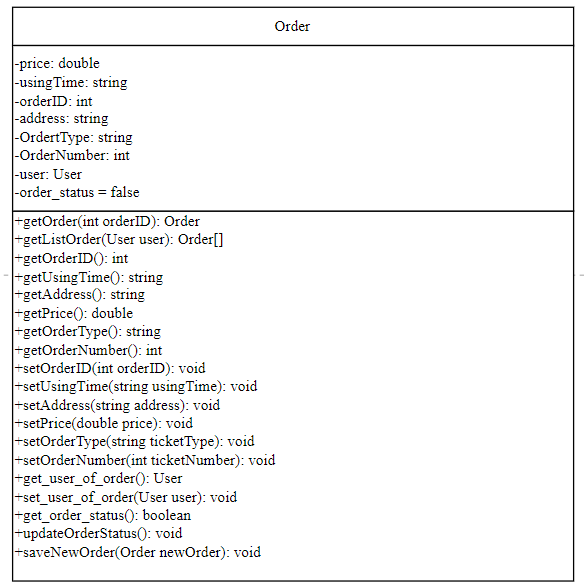 Order
-price: double
-usingTime: string
-orderID: int
-address: string
-OrdertType: string
-OrderNumber: int
-user: User
-order_status = false
+getOrder(int orderID): Order
+getListOrder(User user): Order[]
+getOrderID(): int
+getUsingTime(): string
+getAddress(): string
+getPrice(): double
+getOrderType(): string
+getOrderNumber(): int
+setOrderID(int orderID): void
+setUsingTime(string usingTime): void
+setAddress(string address): void
+setPrice(double price): void
+setOrderType(string ticketType): void
+setOrderNumber(int ticketNumber): void
+get_user_of_order(): User
+set_user_of_order(User user): void
+get_order_status(): boolean
+updateOrderStatus(): void
+saveNewOrder(Order newOrder): void